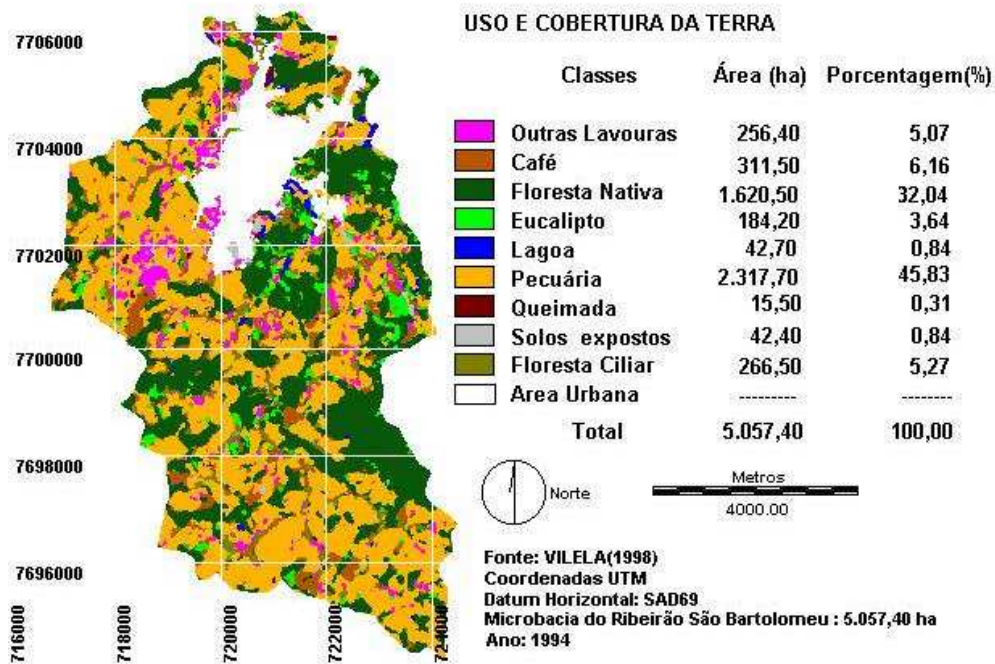 USO E COBERTURA DA TERRA
Classes Área (ha) Porcentagem(%)
Outras Lavouras 256,40 5,07
Café 311,50 6,16
Floresta Nativa 1.620,50 32,04
Eucalipto 184,20 3,64
Lagoa 42,70 0,84
Pecuária 2.317,70 45,83
Queimada 15,50 0,31
Solos expostos 42,40 0,84
Floresta Ciliar 266,50 5,27
Area Urbana --------- -------
Total 5.057,40 100,00
Norte
Metros
4000.00
Fonte: VILELA(1998)
Coordenadas UTM
Datum Horizontal: SAD69
Microbacia do Ribeirão São Bartolomeu : 5.057,40 ha
Ano: 1994
7706000
7704000
7702000
7700000
7698000
7696000
716000
718000
720000
722000
724000